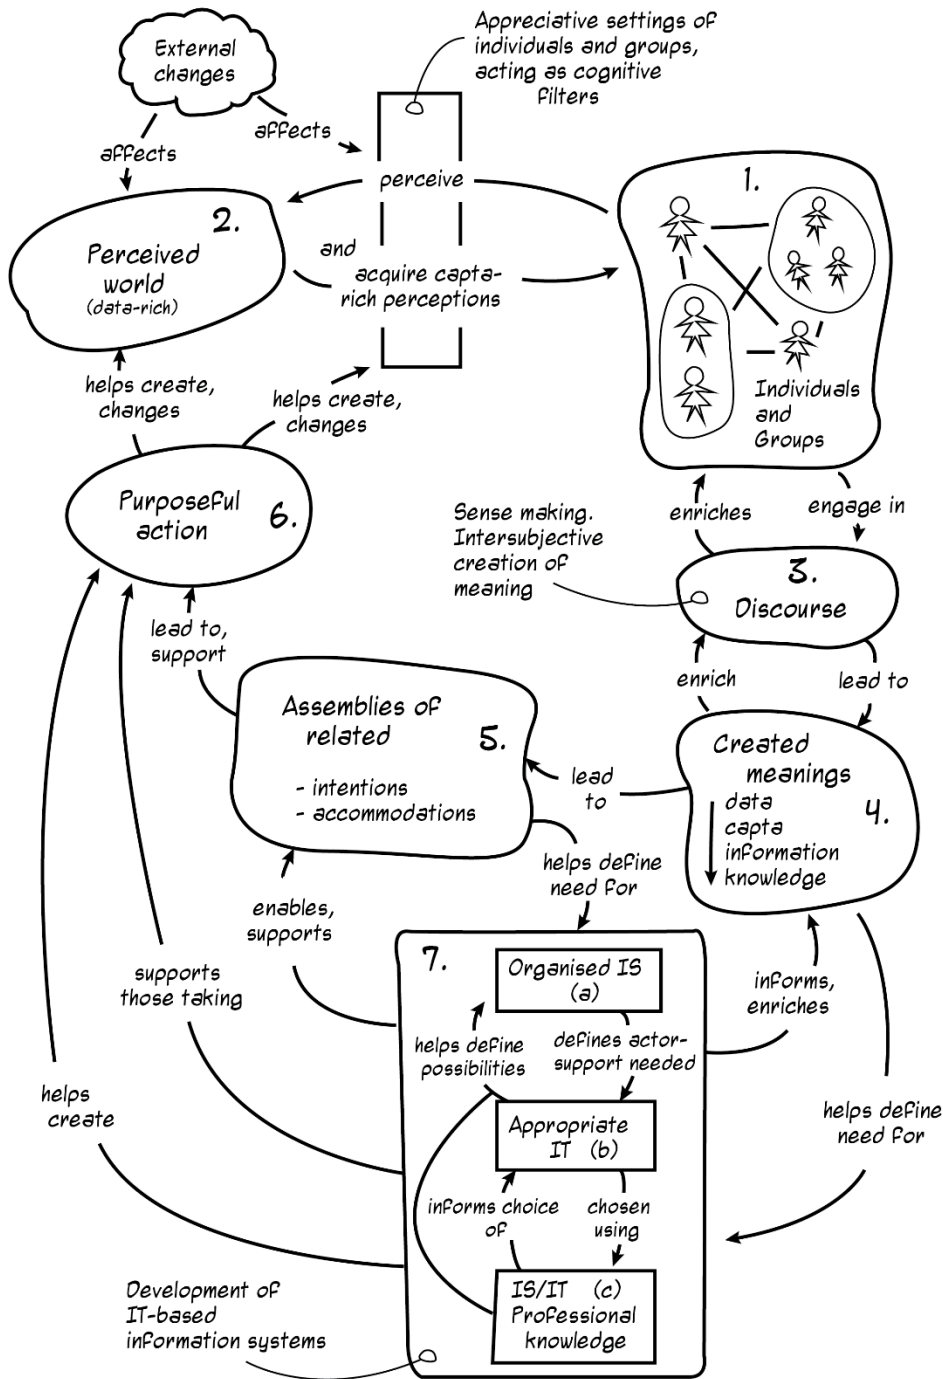 External
changes
Appreciative settings of
individuals and groups,
acting as cognitive
filters
affects
affects
perceive
1.
2.
Perceived
world
(data-rich)
and
acquire capta-
rich perceptions
Individuals
and
Groups
helps create,
changes
helps create,
changes
Purposeful
action
6.
enriches
engage in
Sense making.
Intersubjective
creation of
meaning
3.
Discourse
lead to,
support
enrich
lead to
Assemblies of
related
5.
- intentions
- accommodations
lead
to
Created
meanings
data
capta
information
knowledge
4.
helps define
need for
enables,
supports
supports
those taking
7.
Organised IS
(a)
informs,
enriches
helps define
possibilities
defines actor-
support needed
helps
create
Appropriate
IT (b)
helps define
need for
informs choice
of
chosen
using
IS/IT (c)
Professional
knowledge
Development of
IT-based
information systems